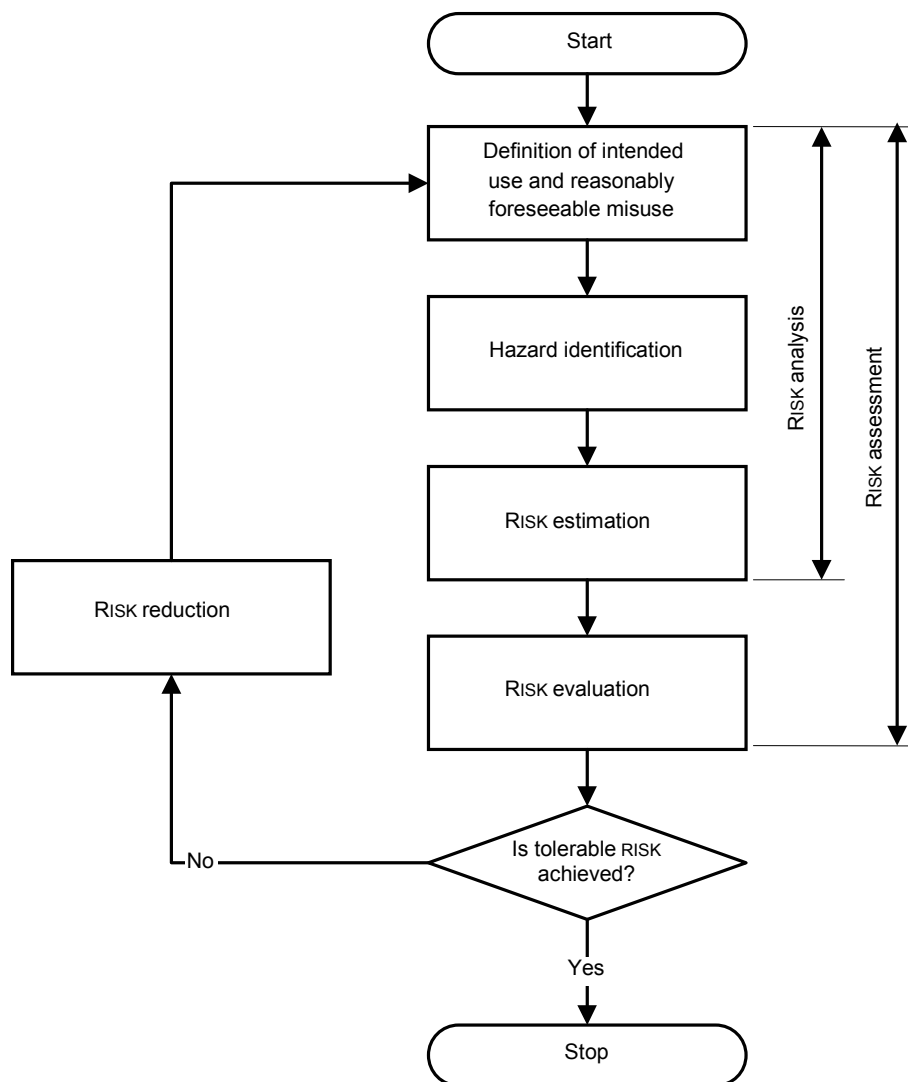 Start
Definition of intended
use and reasonably
foreseeable misuse
Hazard identification
RISK analysis
RISK assessment
RISK estimation
RISK reduction
RISK evaluation
Is tolerable RISK
achieved?
No
Yes
Stop